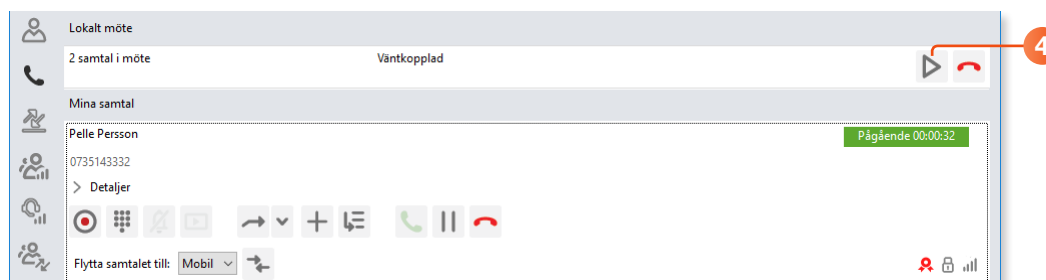 Lokalt möte
2 samtal i möte Väntkopplad
4
Mina samtal
Pelle Persson Pågående 00:00:32
0735143332
Detaljer
Flytta samtalet till: Mobil